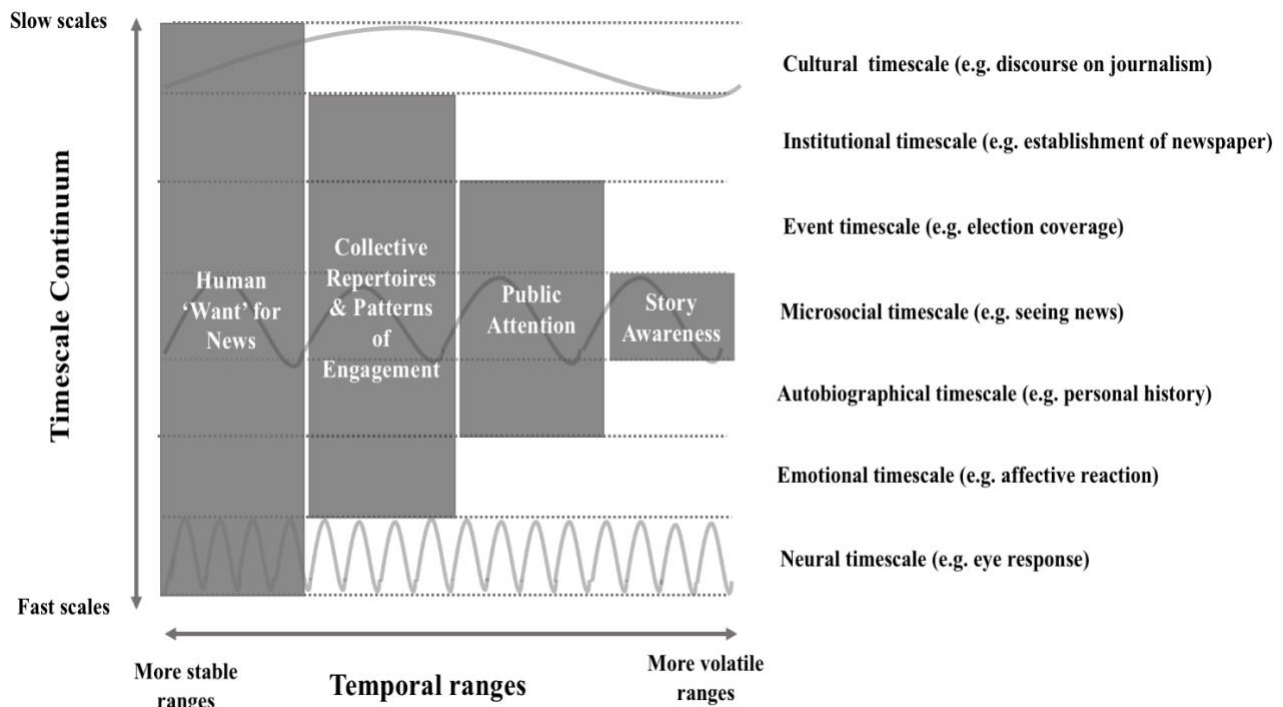 Slow scales
Cultural timescale (e.g. discourse on journalism)
Institutional timescale (e.g. establishment of newspaper)
Event timescale (e.g. election coverage)
Microsocial timescale (e.g. seeing news)
Autobiographical timescale (e.g. personal history)
Emotional timescale (e.g. affective reaction)
Neural timescale (e.g. eye response)
Timescale Continuum
Human
‘Want’ for
News
Collective
Repertoires
& Patterns
of
Engagement
Public
Attention
Story
Awareness
Fast scales
More stable
ranges
Temporal ranges
More volatile
ranges